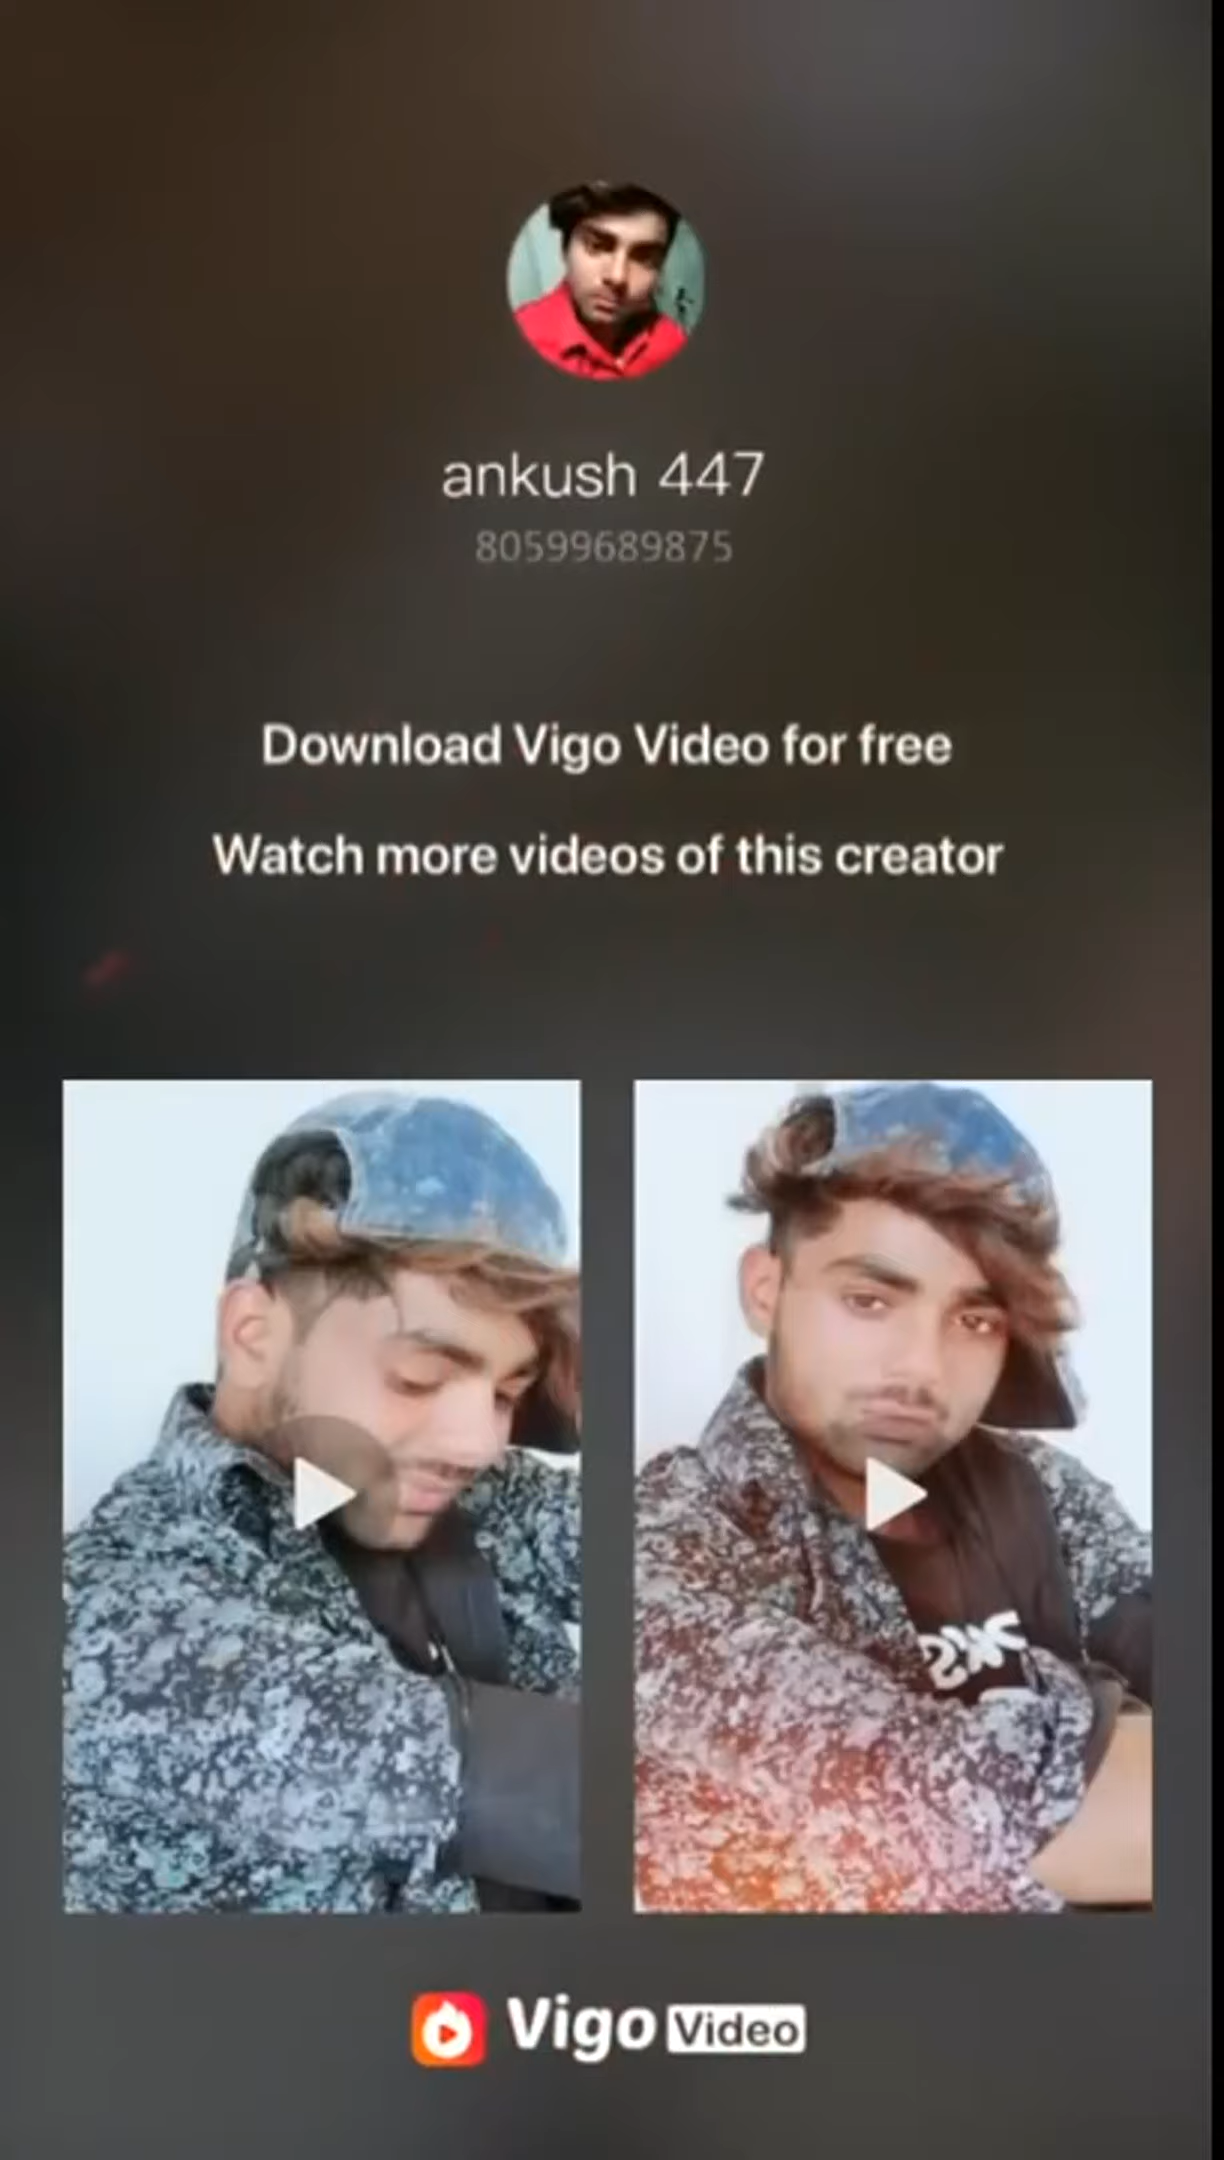 ankush 447
80599689875
Download Vigo Video for free
Watch more videos of this creator
Vigo Video